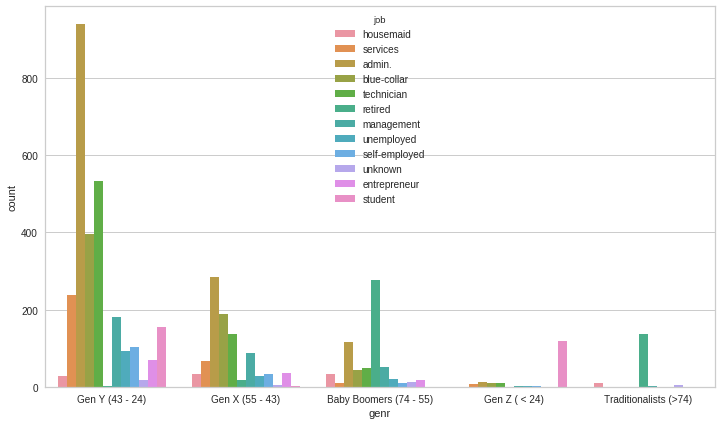 job
housemaid
services
admin.
blue-collar
technician
retired
management
unemployed
self-employed
unknown
entrepreneur
student
800
600
400
200
0
count
Gen Y (43 - 24)
Gen X (55 - 43)
Baby Boomers (74 - 55)
Gen Z ( < 24)
Traditionalists (>74)
genr